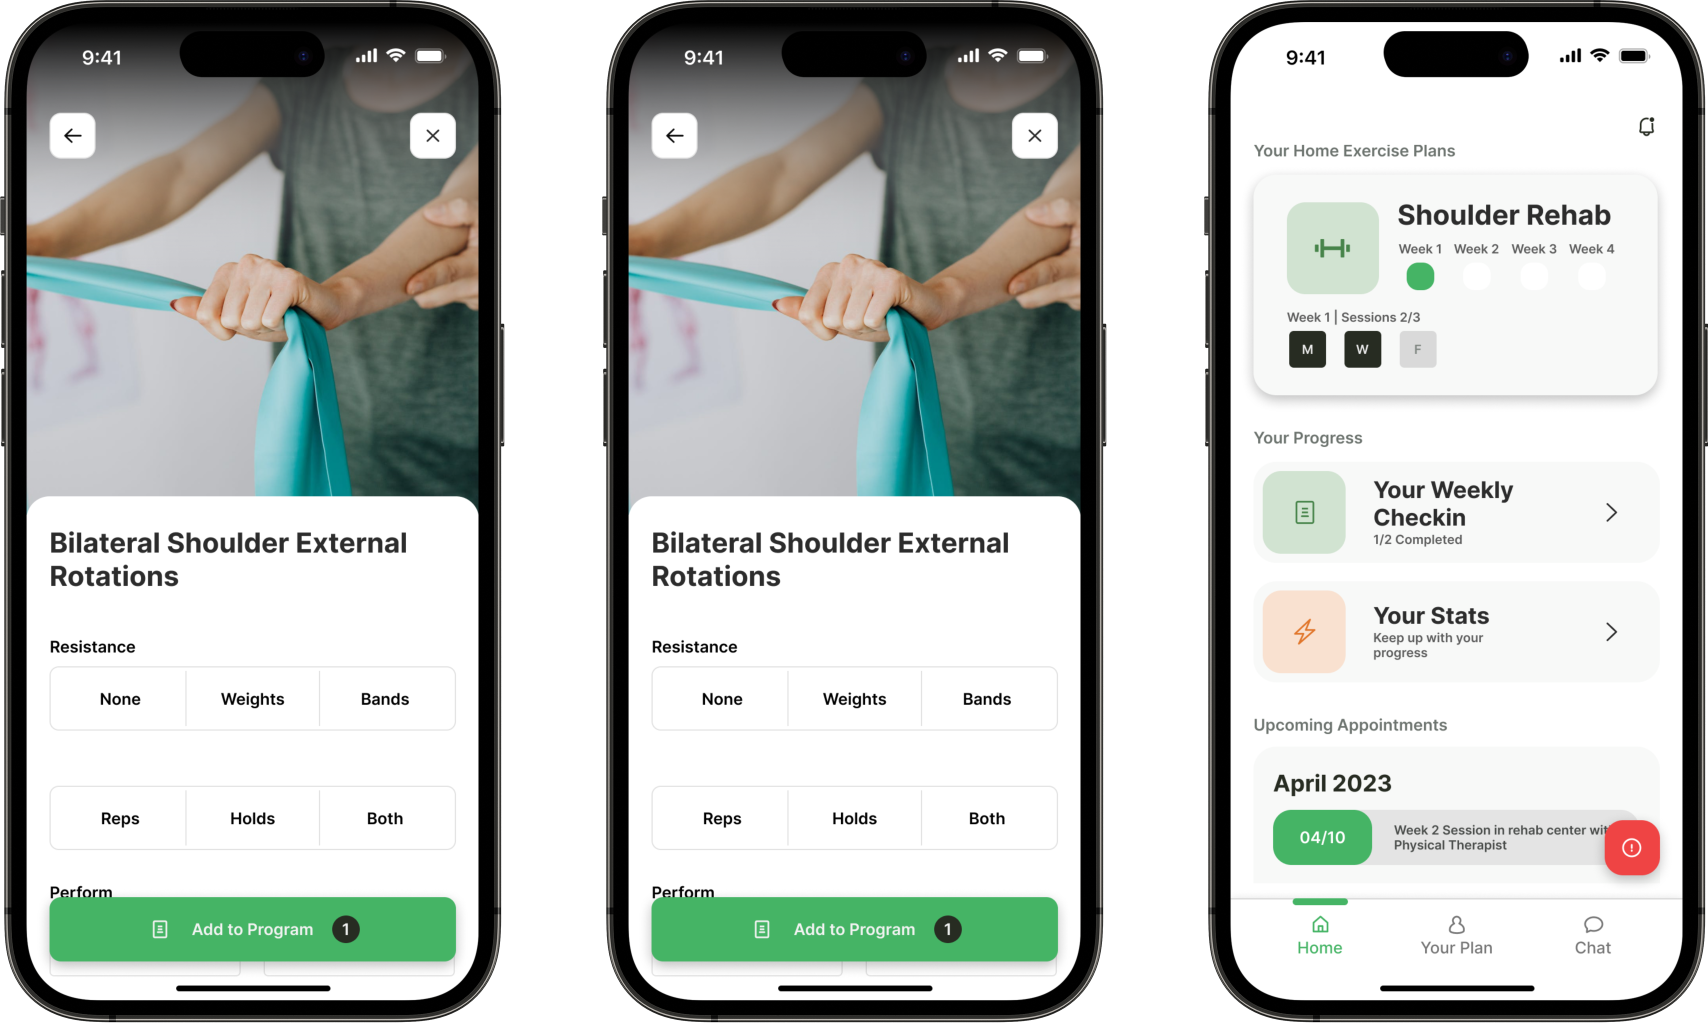 9:41
Bilateral Shoulder External
Rotations
Resistance
None Weights Bands
Reps Holds Both
Perform
Add to Program 1
9:41
Bilateral Shoulder External
Rotations
Resistance
None Weights Bands
Reps Holds Both
Perform
Add to Program 1
9:41
Your Home Exercise Plans
Shoulder Rehab
Week 1 Week 2 Week 3 Week 4
Week 1 | Sessions 2/3
M W F
Your Progress
Your Weekly
Checkin
1/2 Completed
Your Stats
Keep up with your
progress
Upcoming Appointments
April 2023
04/10
Week 2 Session in rehab center wit
Physical Therapist
Home Your Plan Chat